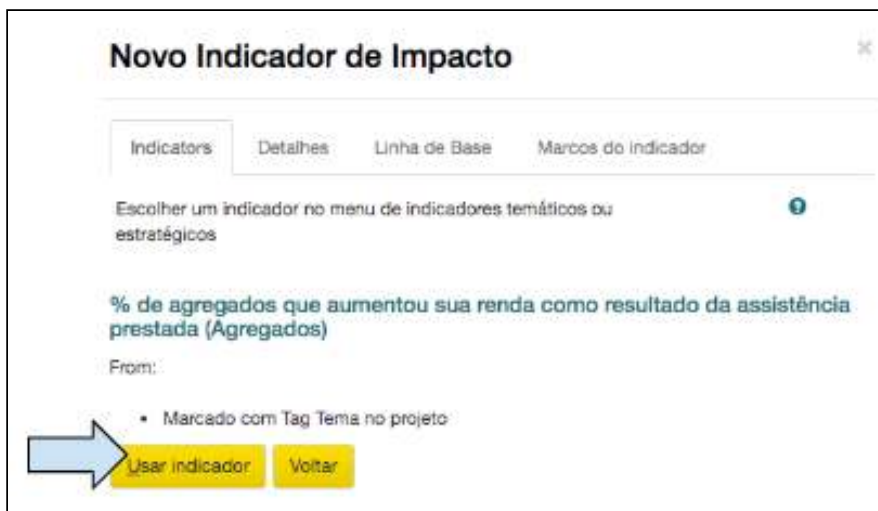 Novo Indicador de Impacto
×
Indicators Detalhes Linha de Base Marcos do indicador
Escolher um indicador no menu de indicadores temáticos ou
estratégicos
?
% de agregados que aumentou sua renda como resultado da assistência
prestada (Agregados)
From:
• Marcado com Tag Tema no projeto
Usar indicador Voltar